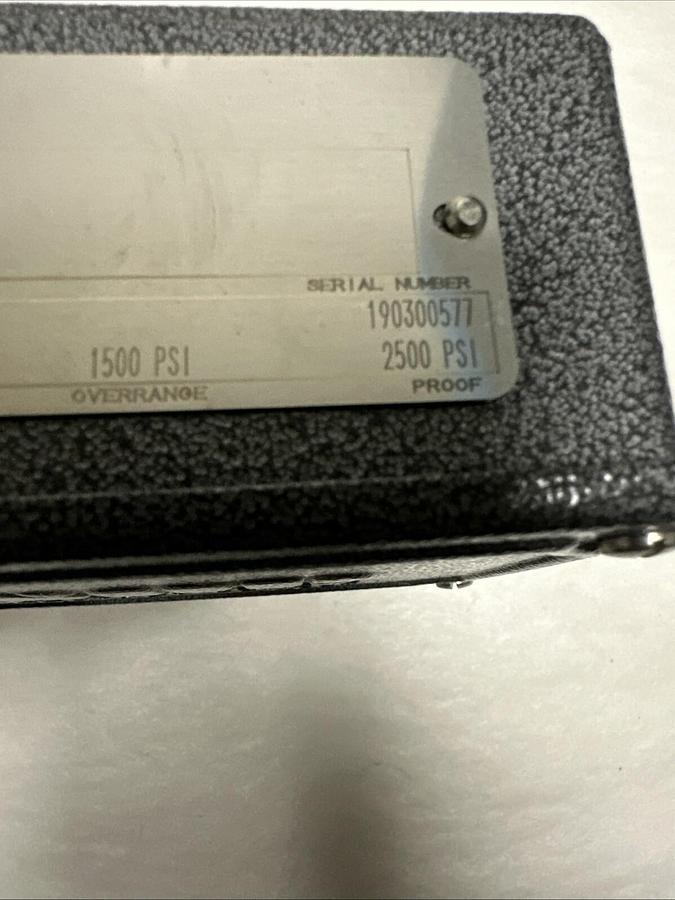 SERIAL NUMBER
190300577
1500 PSI 2500 PSI
OVERRANGE PROOF